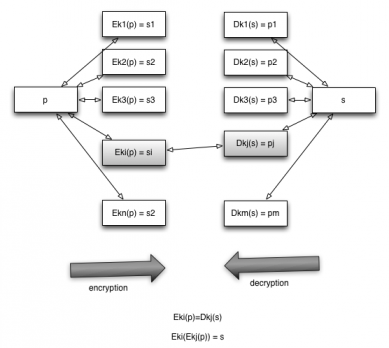 Ek1(p) = s1
Dk1(s) = p1
Ek2(p) = s2
Dk2(s) = p2
p
Ek3(p) = s3
Dk3(s) = p3
s
Eki(p) = si
Dkj(s) = pj
Ekn(p) = s2
Dkm(s) = pm
encryption
decryption
Eki(p)=Dkj(s)
Eki(Ekj(p)) = s